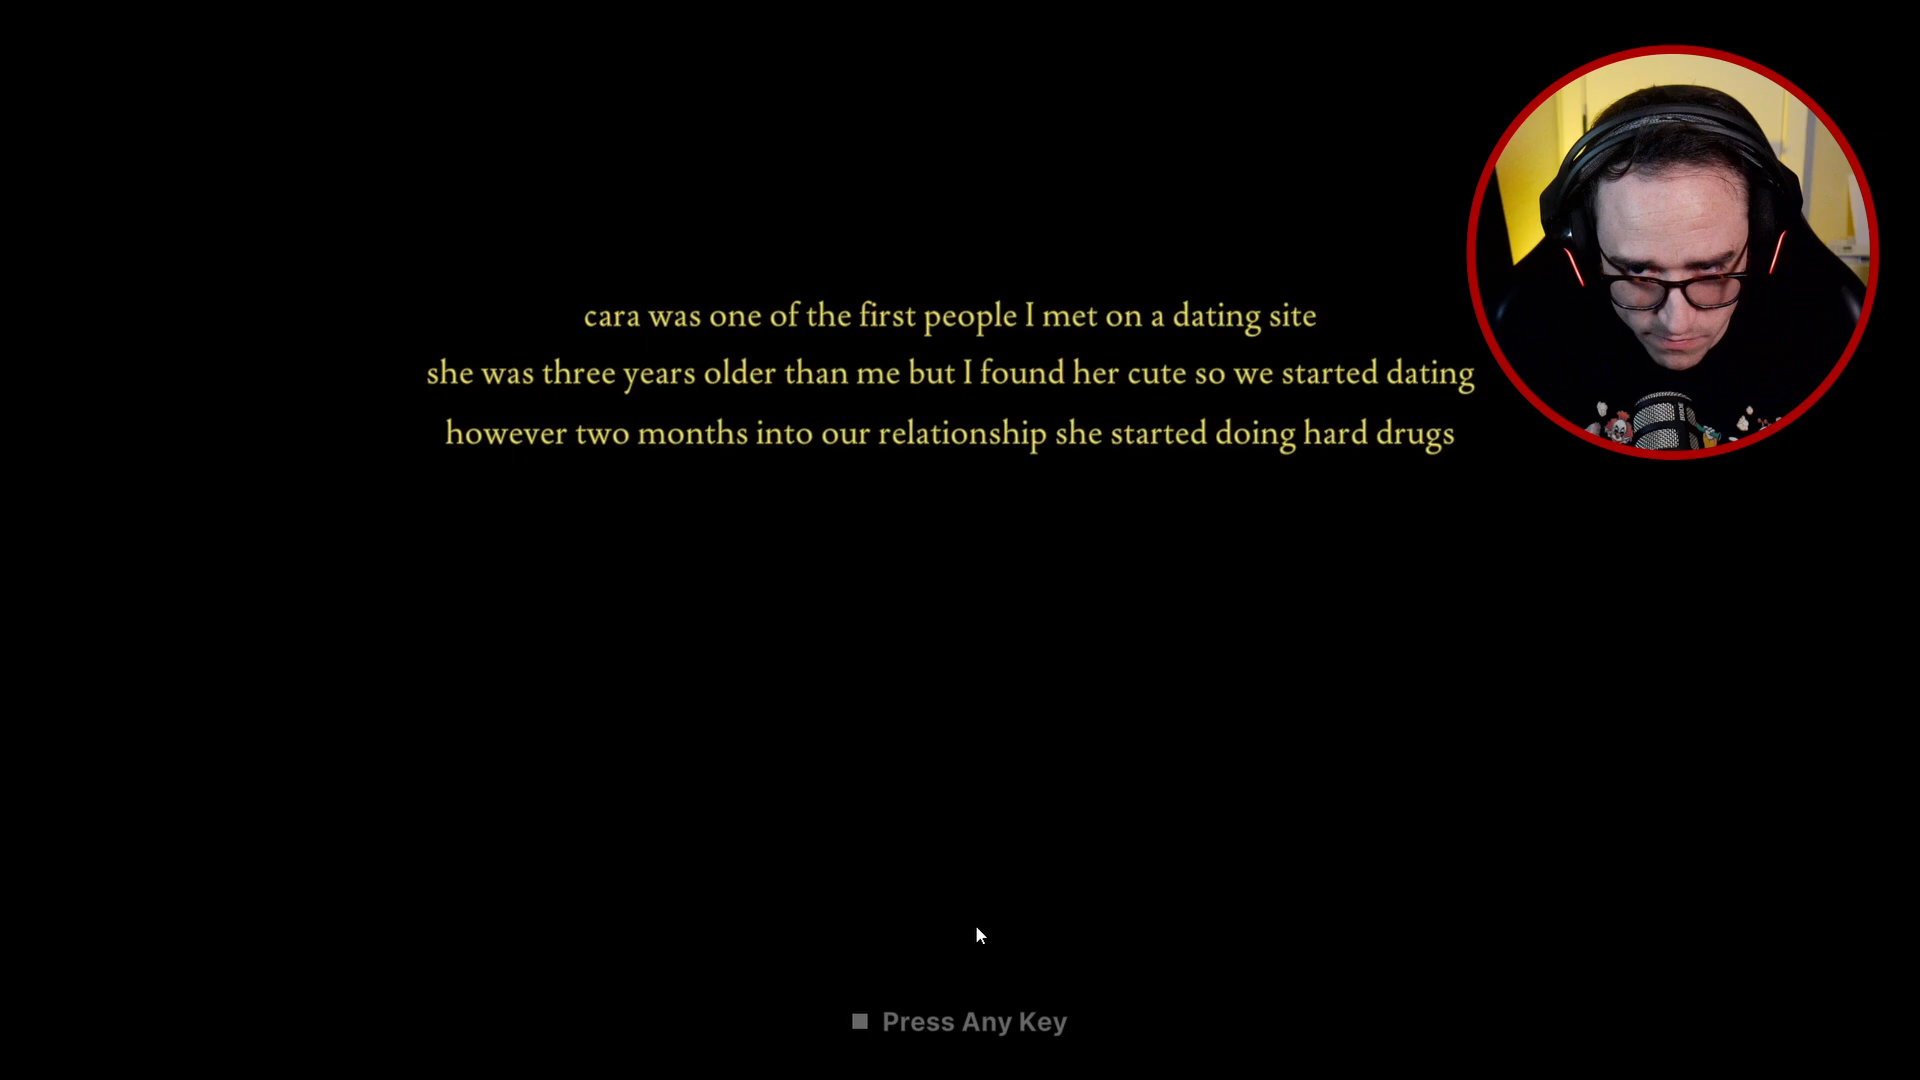 cara was one of the first people I met on a dating site
she was three years older than me but I found her cute so we started dating
however two months into our relationship she started doing hard drugs
Press Any Key